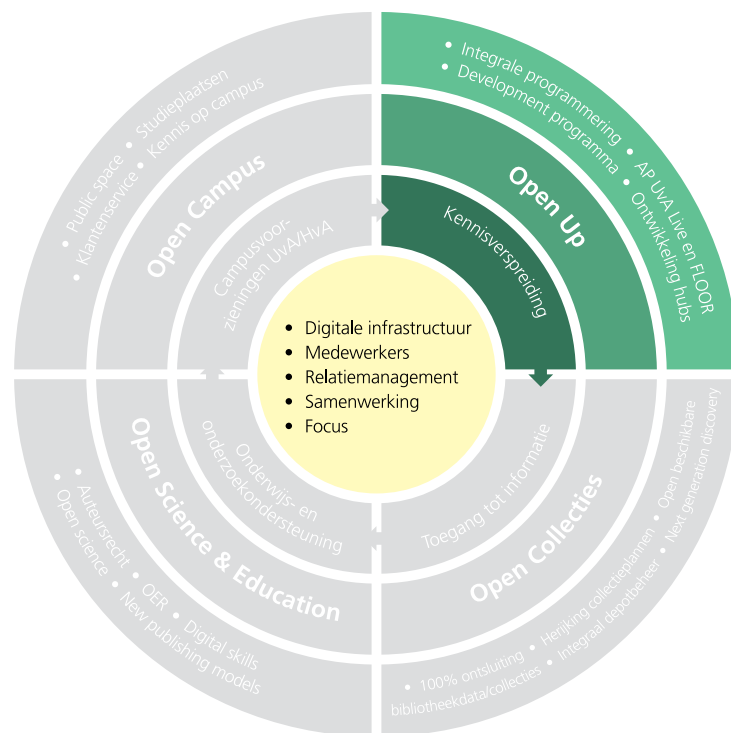 • Public space • Studieplaatsen
• Klantenservice • Kennis op campus
Open Campus
Campusvoor-
zieningen UvA/HvA
• Integrale programmering • AP UvA Live en FLOOR
• Development programma • Ontwikkeling hubs
Open Up
Kennisverspreiding
• Digitale infrastructuur
• Medewerkers
• Relatiemanagement
• Samenwerking
• Focus
Onderwijs- en
onderzoekondersteuning
Open Science & Education
• Auteursrecht • OER • Digital skills
• Open science • New publishing models
Toegang tot informatie
Open Collecties
• 100% ontsluiting • Herijking collectieplannen • Open beschikbare
bibliotheekdata/collecties • Integraal depotbeheer • Next generation discovery